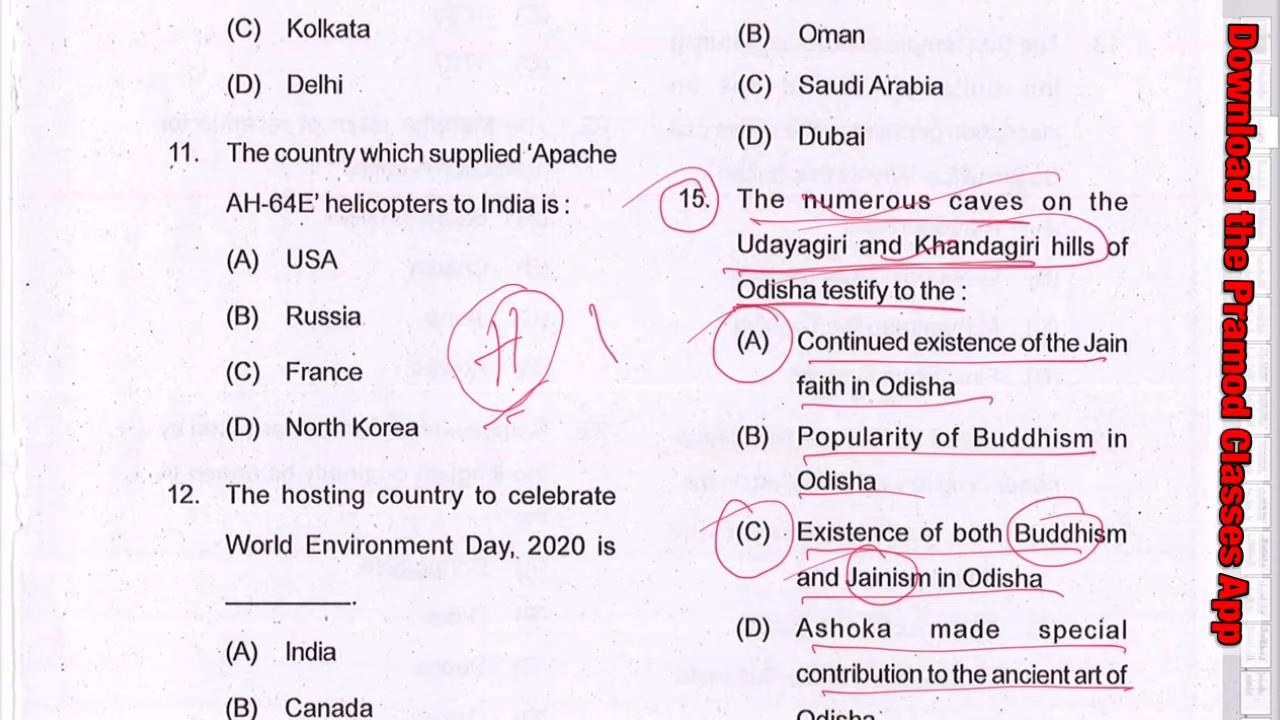 (C) Kolkata
(D) Delhi
11. The country which supplied 'Apache
AH-64E' helicopters to India is :
(A) USA
(B) Russia
(C) France
(D) North Korea
12. The hosting country to celebrate
World Environment Day, 2020 is
(A) India
(B) Canada
(B) Oman
(C) Saudi Arabia
(D) Dubai
15. The numerous caves on the
Udayagiri and Khandagiri hills of
Odisha testify to the :
(A) Continued existence of the Jain
faith in Odisha
(B) Popularity of Buddhism in
Odisha
(C) Existence of both Buddhism
and Jainism in Odisha
(D) Ashoka made special
contribution to the ancient art of
Odisha
Download the Pramod Classes App